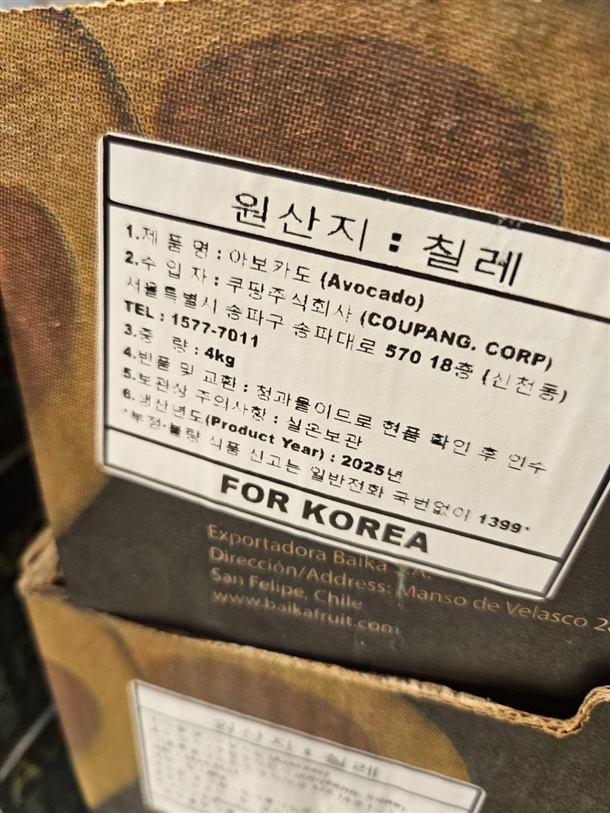 원산지 : 칠레
1.제 품 명 : 아보카도 (Avocado)
2.수 입 자 : 쿠팡주식회사 (COUPANG. CORP)
서울특별시 송파구 송파대로 570 18층 (신천동)
TEL : 1577-7011
3.중 량 : 4kg
4.반품 및 교환 : 청과물이므로 현품 확인 후 인수
5.보관상 주의사항 : 실온보관
6.생산년도(Product Year) : 2025년
*부정·불량 식품 신고는 일반전화 국번없이 1399*
FOR KOREA
Exportadora Baika
Dirección/Address: Manso de Velasco
San Felipe, Chile
www.baikafruit.com
원산지 : 칠레